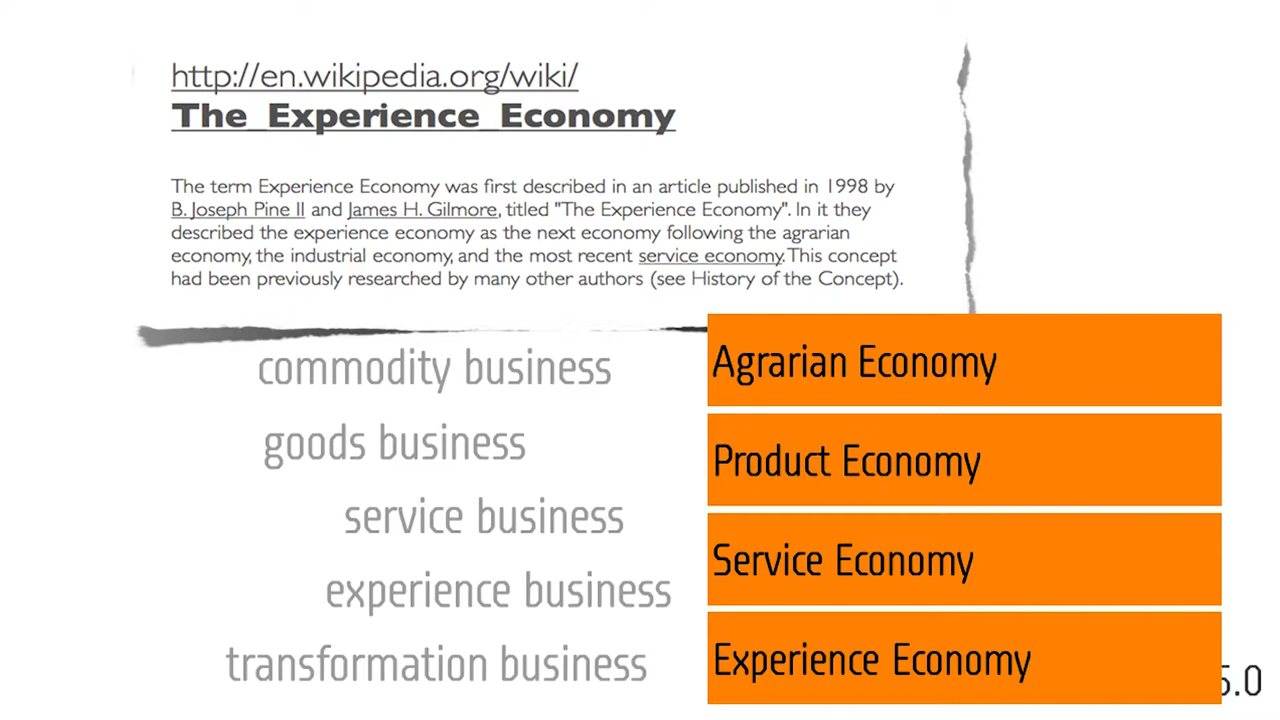 http://en.wikipedia.org/wiki/
The_Experience_Economy
The term Experience Economy was first described in an article published in 1998 by
B. Joseph Pine II and James H. Gilmore, titled "The Experience Economy". In it they
described the experience economy as the next economy following the agrarian
economy, the industrial economy, and the most recent service economy. This concept
had been previously researched by many other authors (see History of the Concept).
commodity business
goods business
service business
experience business
transformation business
Agrarian Economy
Product Economy
Service Economy
Experience Economy
5.0